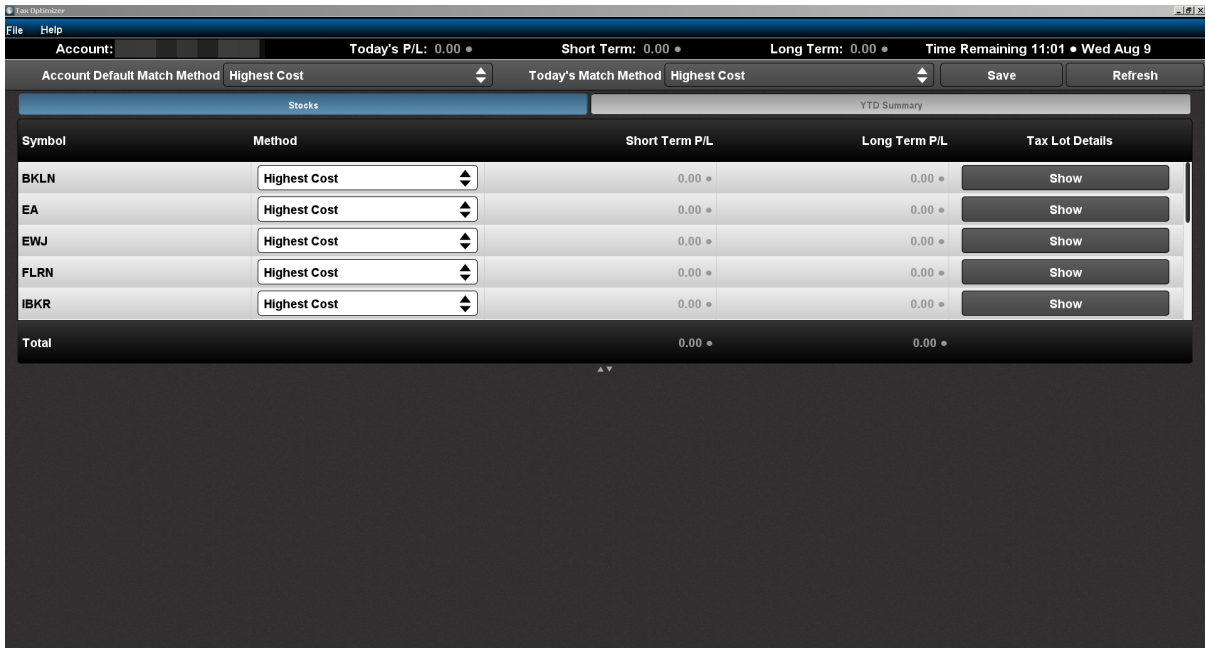 Tax Optimizer
File Help
Account: Today's P/L: 0.00 Short Term: 0.00 Long Term: 0.00 Time Remaining 11:01 ● Wed Aug 9
Account Default Match Method Highest Cost Today's Match Method Highest Cost Save Refresh
Stocks YTD Summary
Symbol Method Short Term P/L Long Term P/L Tax Lot Details
BKLN Highest Cost 0.00 0.00 Show
EA Highest Cost 0.00 0.00 Show
EWJ Highest Cost 0.00 0.00 Show
FLRN Highest Cost 0.00 0.00 Show
IBKR Highest Cost 0.00 0.00 Show
Total 0.00 0.00